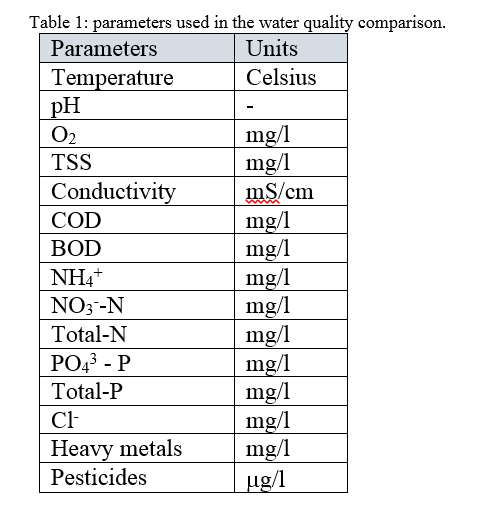 Table 1: parameters used in the water quality comparison.
Parameters Units
Temperature Celsius
pH -
O₂ mg/l
TSS mg/l
Conductivity mS/cm
COD mg/l
BOD mg/l
NH₄⁺ mg/l
NO₃⁻-N mg/l
Total-N mg/l
PO₄³ - P mg/l
Total-P mg/l
Cl⁻ mg/l
Heavy metals mg/l
Pesticides µg/l